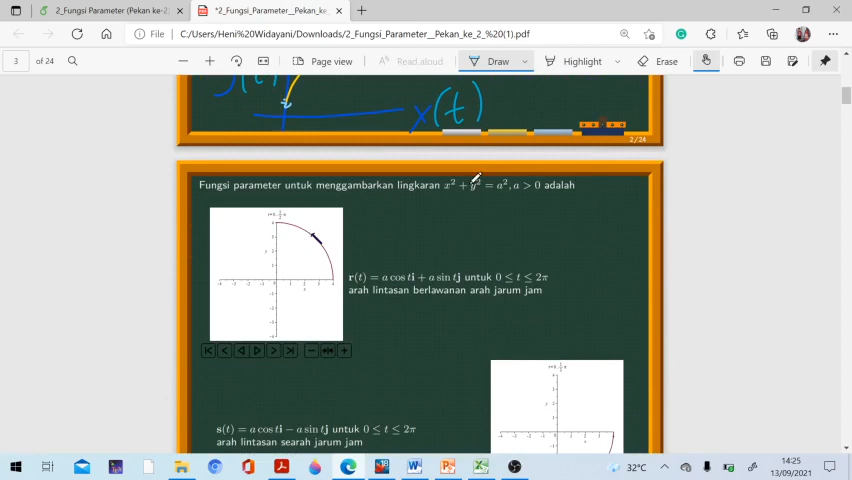 2_Fungsi Parameter (Pekan ke-2)
*2_Fungsi_Parameter__Pekan_ke_
File
C:/Users/Heni%20Widayani/Downloads/2_Fungsi_Parameter__Pekan_ke_2_%20(1).pdf
3 of 24
Page view
Read aloud
Draw
Highlight
Erase
y(t)
x(t)
2/24
Fungsi parameter untuk menggambarkan lingkaran x² + y² = a², a > 0 adalah
r(t) = a cos ti + a sin tj untuk 0 ≤ t ≤ 2π
arah lintasan berlawanan arah jarum jam
s(t) = a cos ti − a sin tj untuk 0 ≤ t ≤ 2π
arah lintasan searah jarum jam
32°C
14:25
13/09/2021